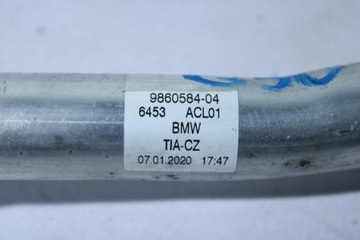 9860584-04
6453 ACL01
BMW
TIA-CZ
07.01.2020 17:47